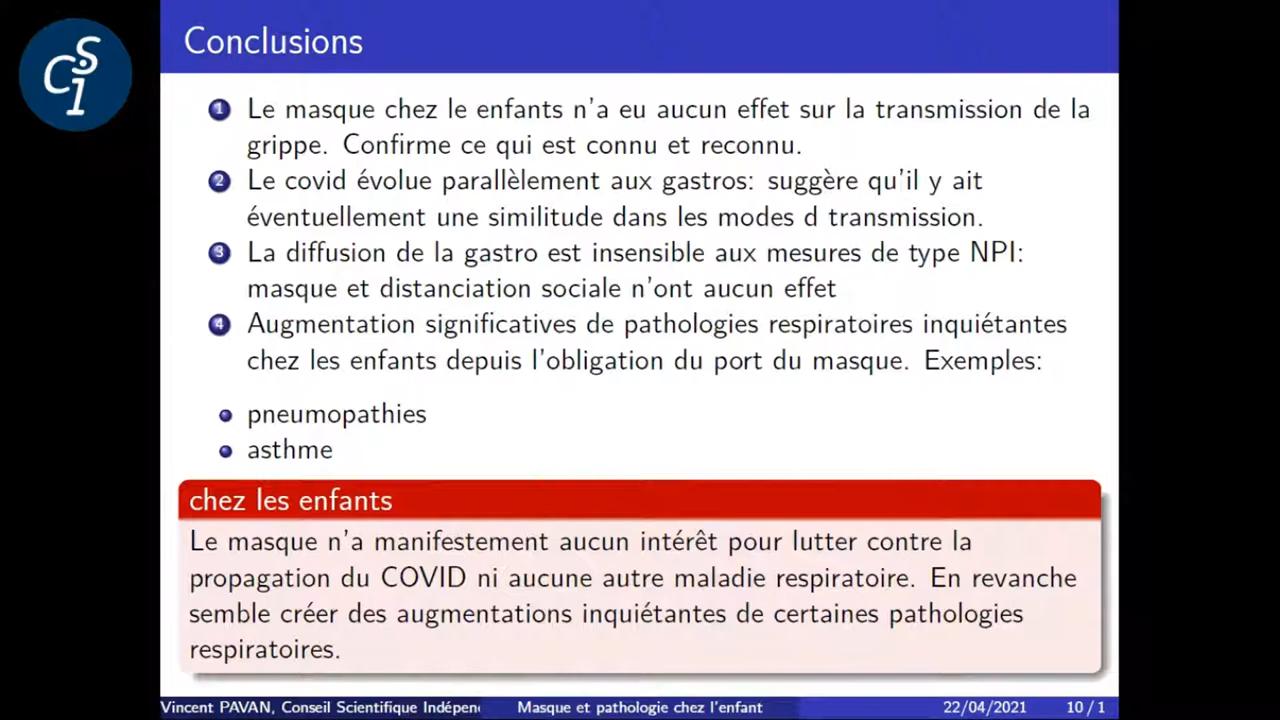 CSI
Conclusions
1 Le masque chez le enfants n'a eu aucun effet sur la transmission de la
grippe. Confirme ce qui est connu et reconnu.
2 Le covid évolue parallèlement aux gastros: suggère qu'il y ait
éventuellement une similitude dans les modes d transmission.
3 La diffusion de la gastro est insensible aux mesures de type NPI:
masque et distanciation sociale n'ont aucun effet
4 Augmentation significatives de pathologies respiratoires inquiétantes
chez les enfants depuis l'obligation du port du masque. Exemples:
pneumopathies
asthme
chez les enfants
Le masque n'a manifestement aucun intérêt pour lutter contre la
propagation du COVID ni aucune autre maladie respiratoire. En revanche
semble créer des augmentations inquiétantes de certaines pathologies
respiratoires.
Vincent PAVAN, Conseil Scientifique Indépen Masque et pathologie chez l'enfant 22/04/2021 10 / 1